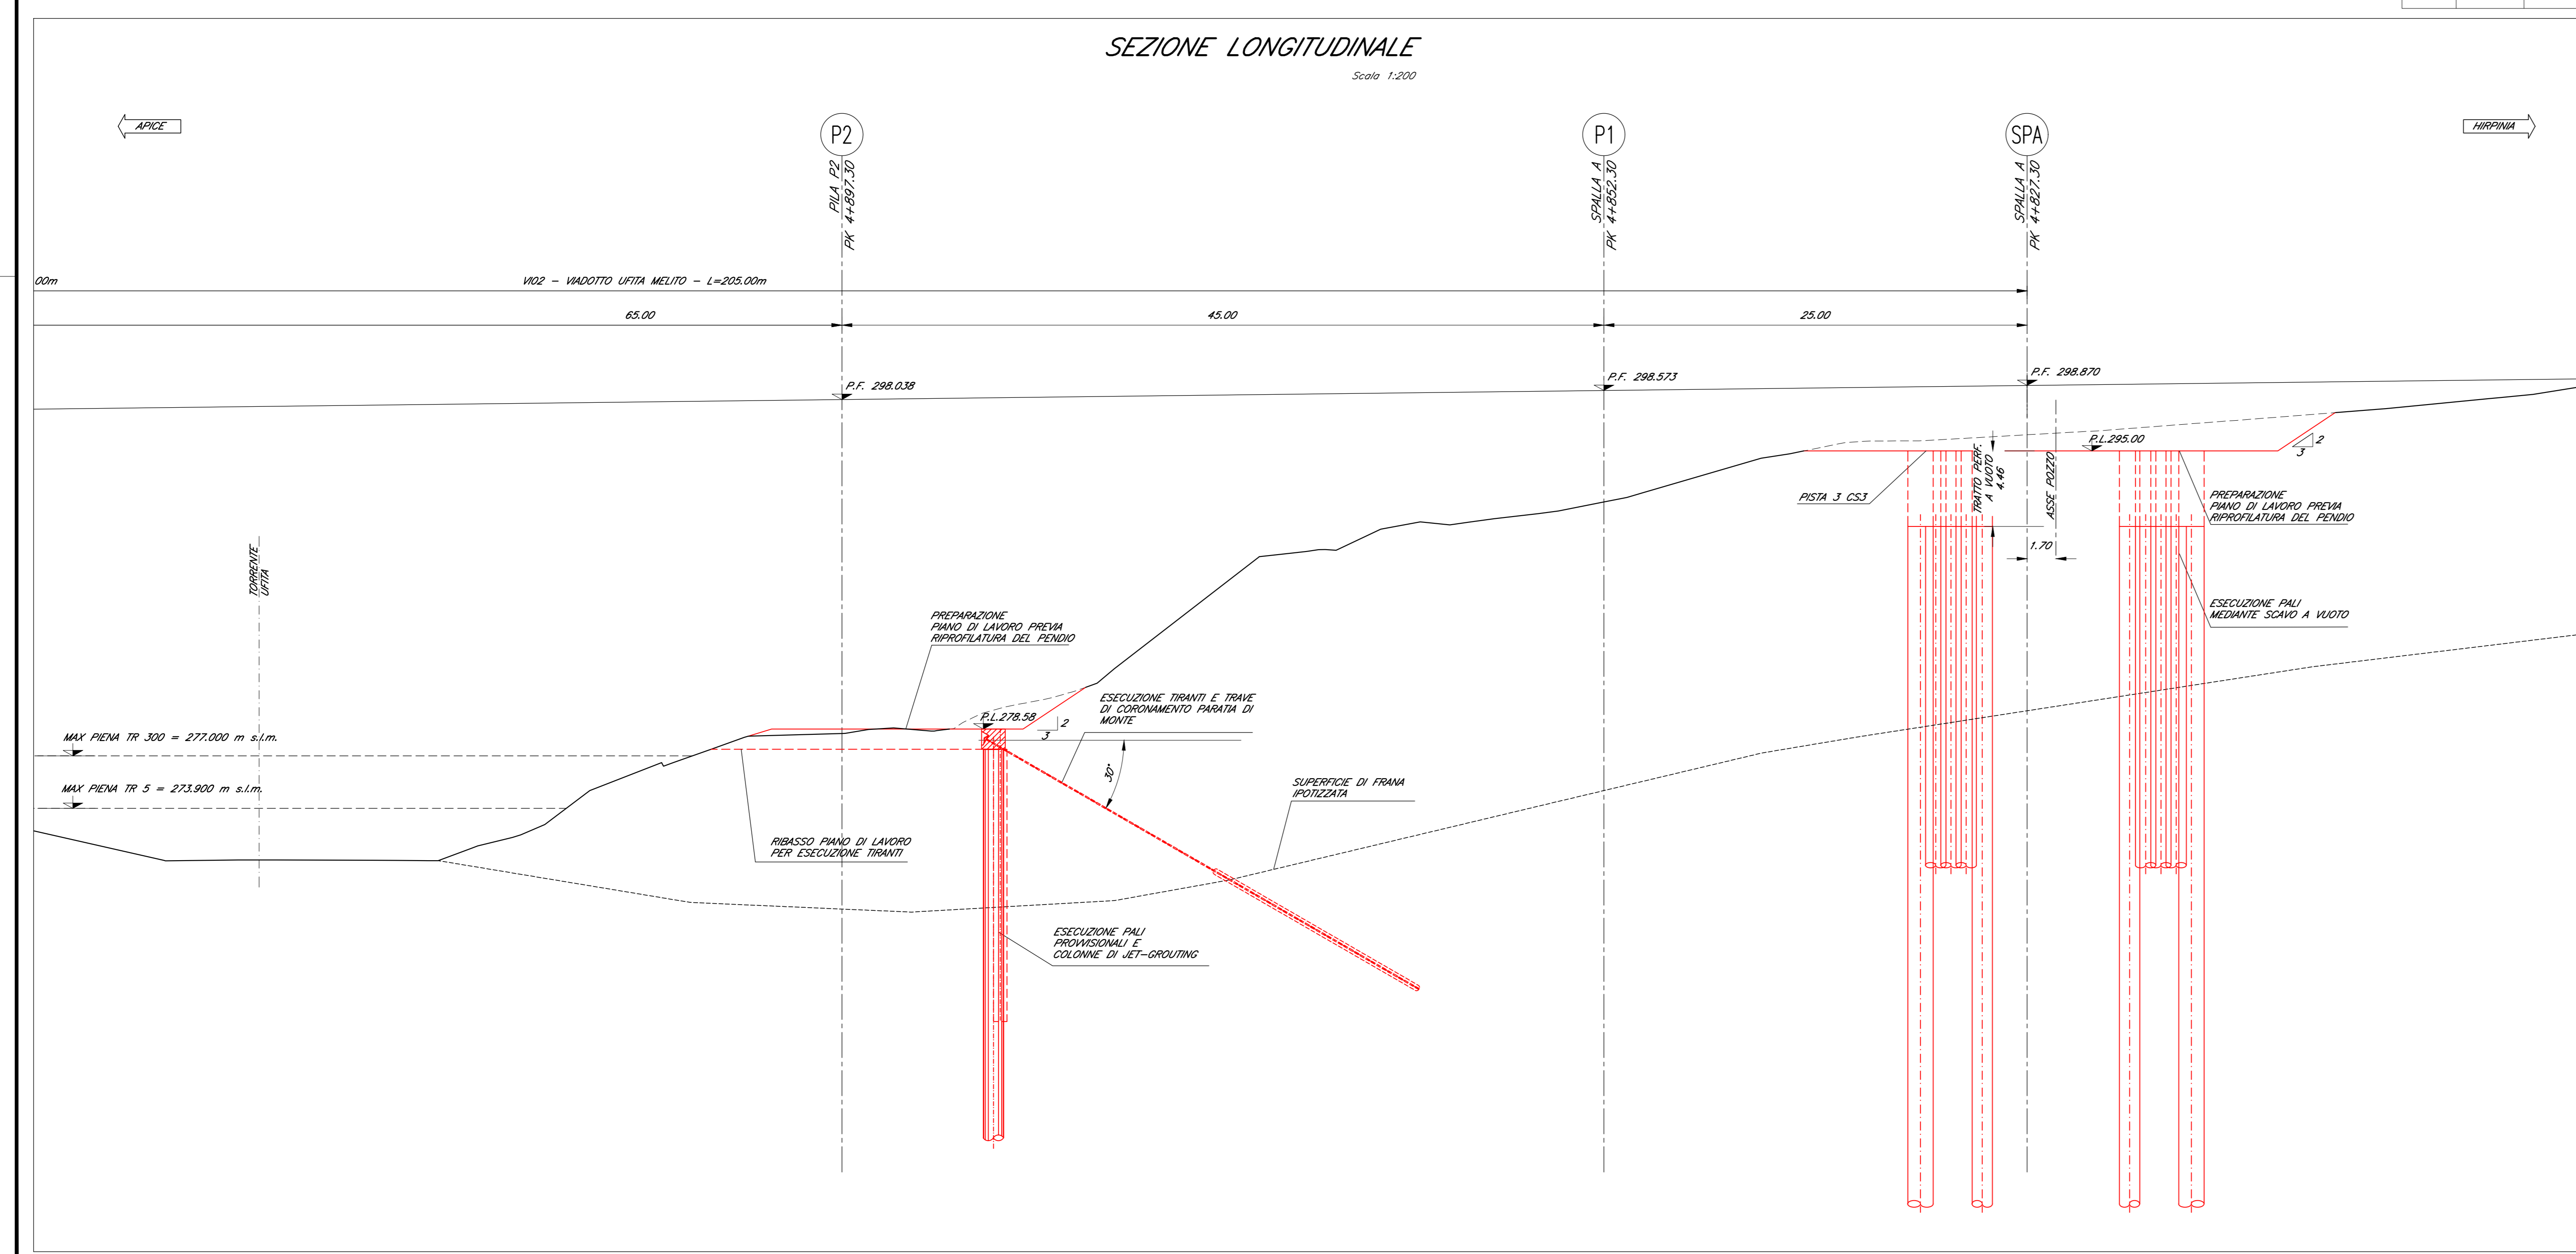 SEZIONE LONGITUDINALE
Scala 1:200
APICE
P2
P1
SPA
HIRPINIA
PILA P2
PK 4+897.30
SPALLA A
PK 4+852.30
SPALLA A
PK 4+827.30
00m
VI02 - VIADOTTO UFITA MELITO - L=205.00m
65.00
45.00
25.00
P.F. 298.038
P.F. 298.573
P.F. 298.870
P.L.295.00
2
3
TRATTO PERF.
A VUOTO
4.46
ASSE POZZO
PISTA 3 CS3
PREPARAZIONE
PIANO DI LAVORO PREVIA
RIPROFILATURA DEL PENDIO
1.70
TORRENTE
UFITA
ESECUZIONE PALI
MEDIANTE SCAVO A VUOTO
PREPARAZIONE
PIANO DI LAVORO PREVIA
RIPROFILATURA DEL PENDIO
ESECUZIONE TIRANTI E TRAVE
DI CORONAMENTO PARATIA DI
MONTE
P.L.278.58
2
3
MAX PIENA TR 300 = 277.000 m s.l.m.
30°
MAX PIENA TR 5 = 273.900 m s.l.m.
SUPERFICIE DI FRANA
IPOTIZZATA
RIBASSO PIANO DI LAVORO
PER ESECUZIONE TIRANTI
ESECUZIONE PALI
PROVVISIONALI E
COLONNE DI JET-GROUTING